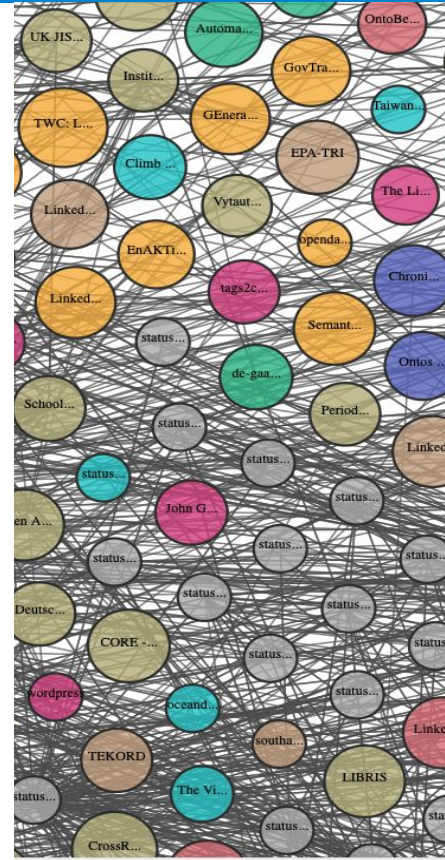 OntoBe...
Automa...
UK JIS...
GovTra...
Instit...
Taiwan...
GEnera...
TWC: L...
EPA-TRI
Climb ...
The Li...
Vytaut...
Linked...
openda...
EnAKTi...
Chroni...
tags2c...
Linked...
Semant...
status...
Ontos ...
de-gaa...
School...
Period...
status...
Linked
status...
status...
status...
John G...
en A...
status...
status...
status...
status...
Deutsc...
status...
CORE -...
status
status...
wordpress
status...
oceand...
Linke
southa...
TEKORD
LIBRIS
The Vi...
status...
sta
status...
CrossR...